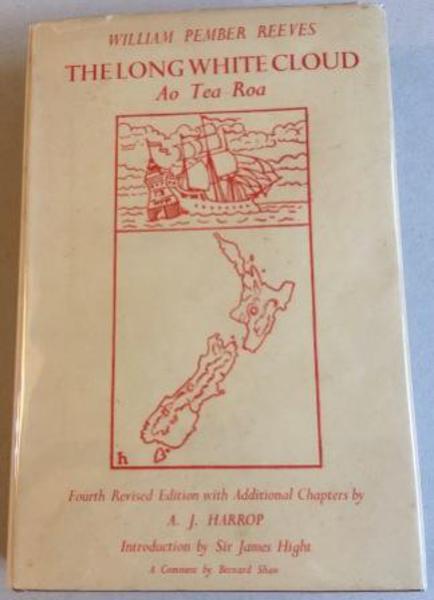 WILLIAM PEMBER REEVES
THE LONG WHITE CLOUD
Ao Tea Roa
h
Fourth Revised Edition with Additional Chapters by
A. J. HARROP
Introduction by Sir James Hight
A Comment by Bernard Shaw